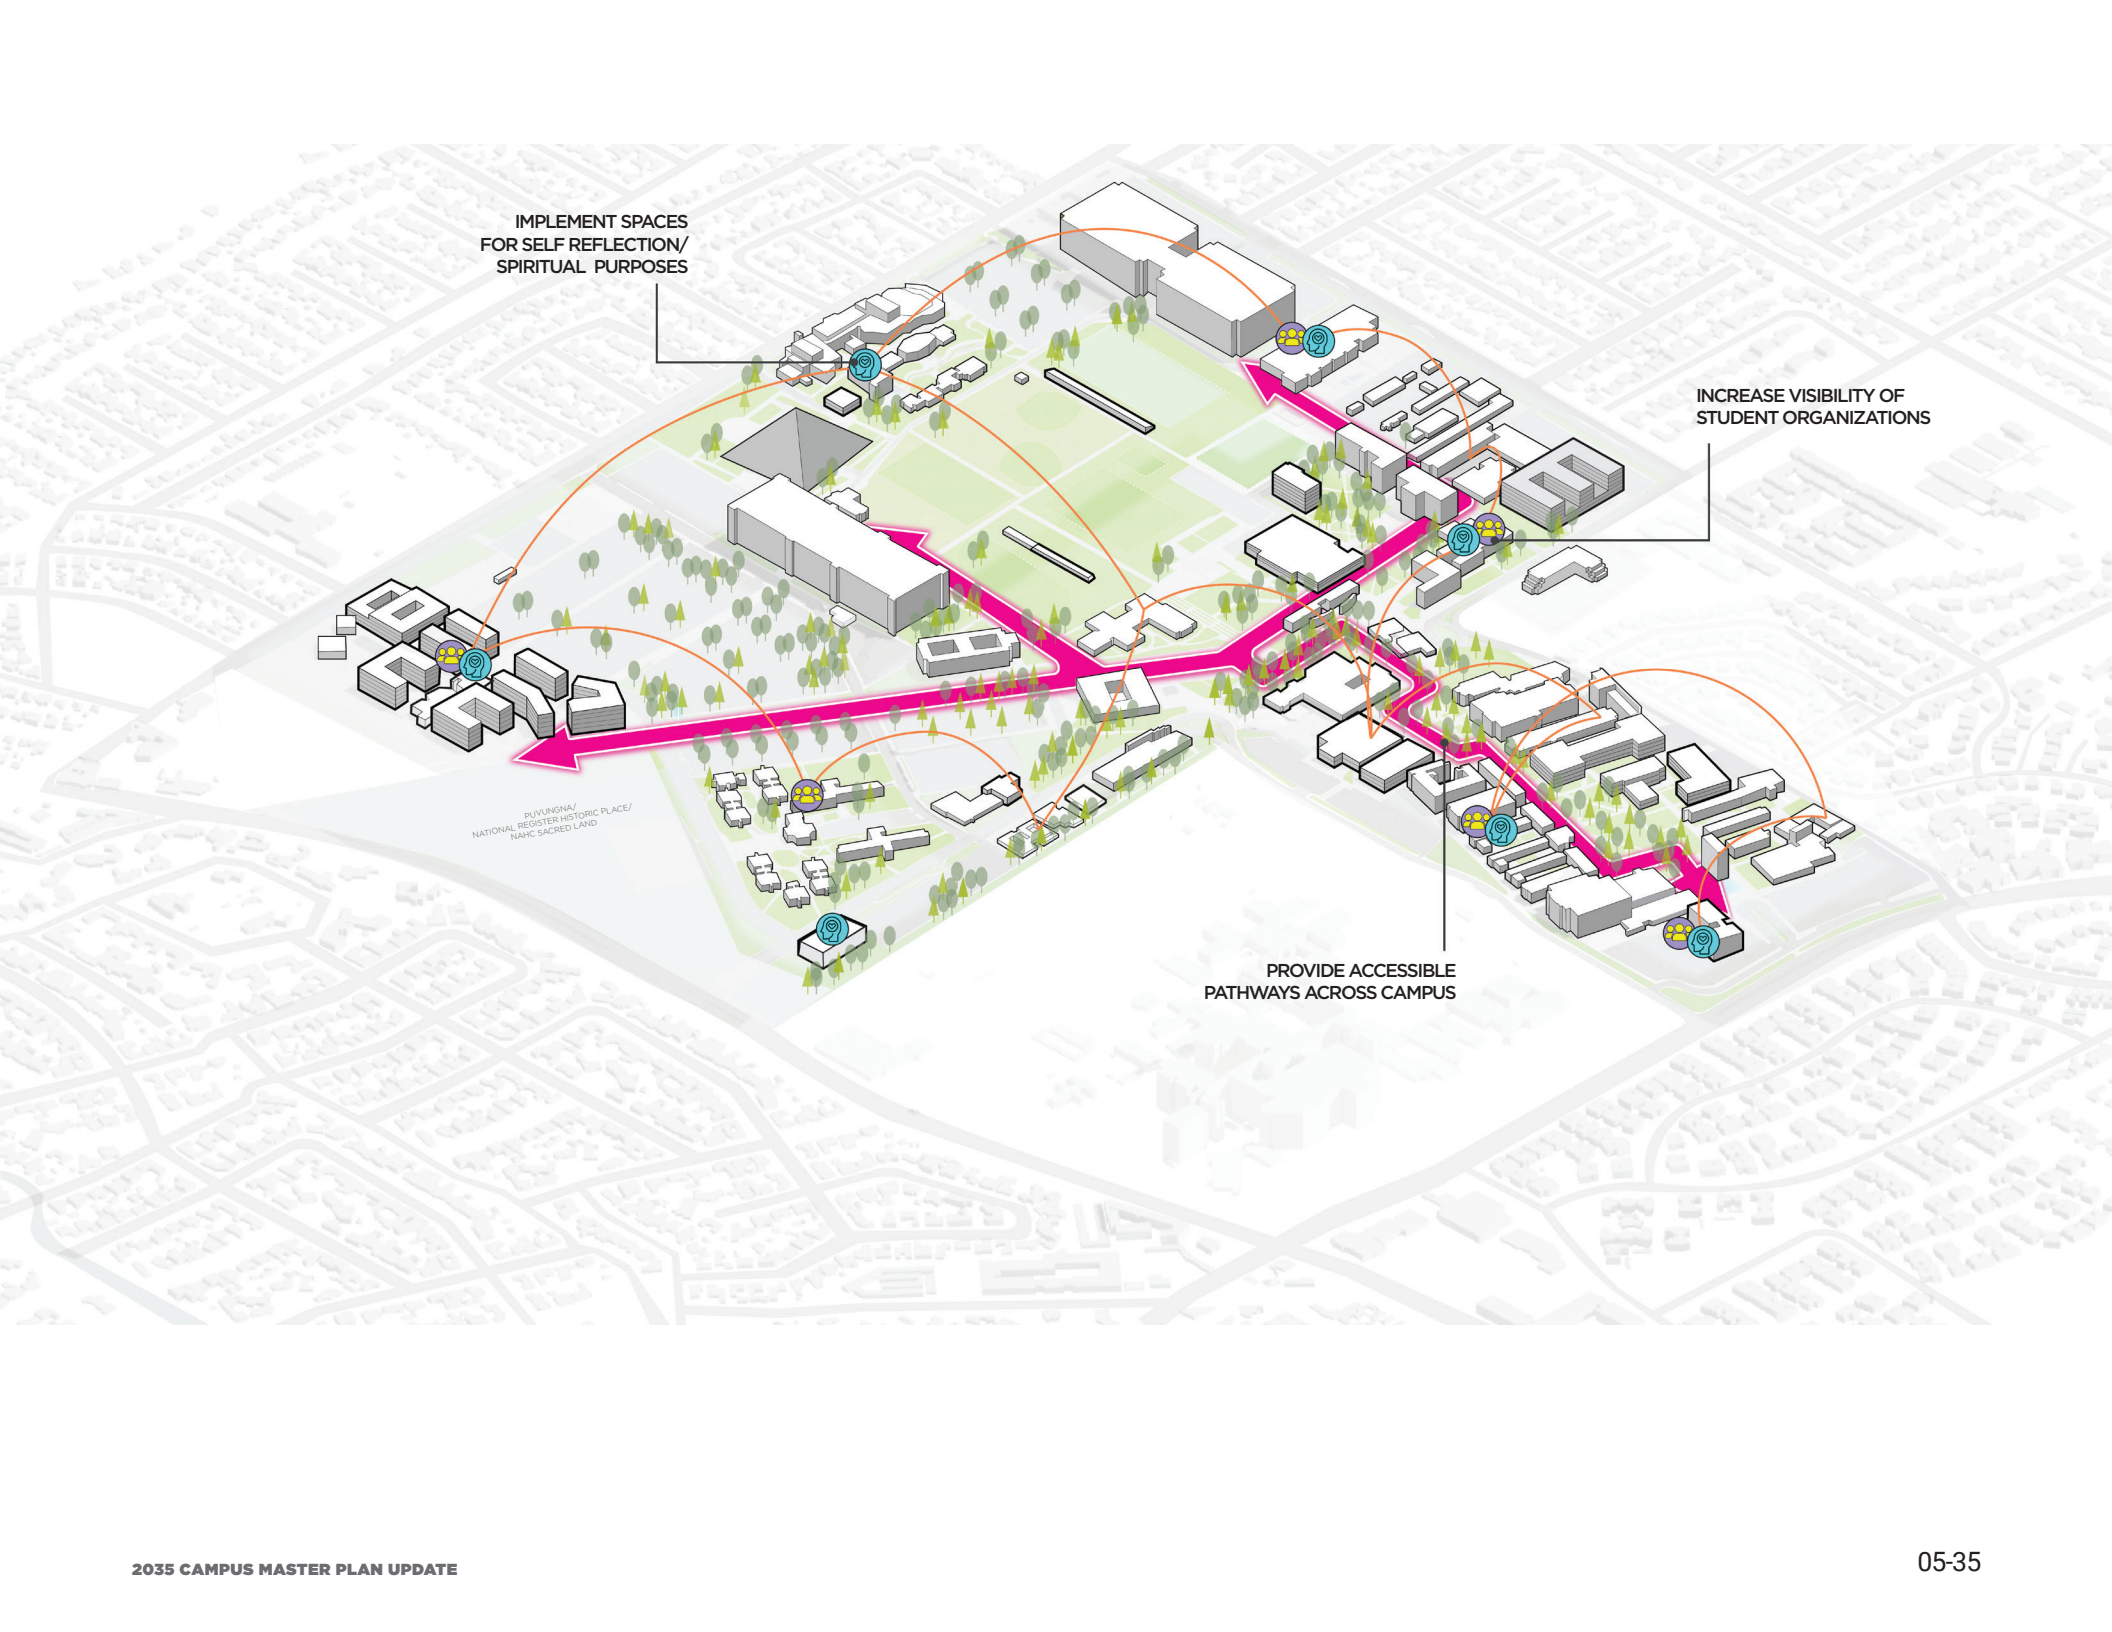 IMPLEMENT SPACES
FOR SELF REFLECTION/
SPIRITUAL PURPOSES
INCREASE VISIBILITY OF
STUDENT ORGANIZATIONS
PUVUNGNA/
NATIONAL REGISTER HISTORIC PLACE/
NAHC SACRED LAND
PROVIDE ACCESSIBLE
PATHWAYS ACROSS CAMPUS
2035 CAMPUS MASTER PLAN UPDATE
05-35